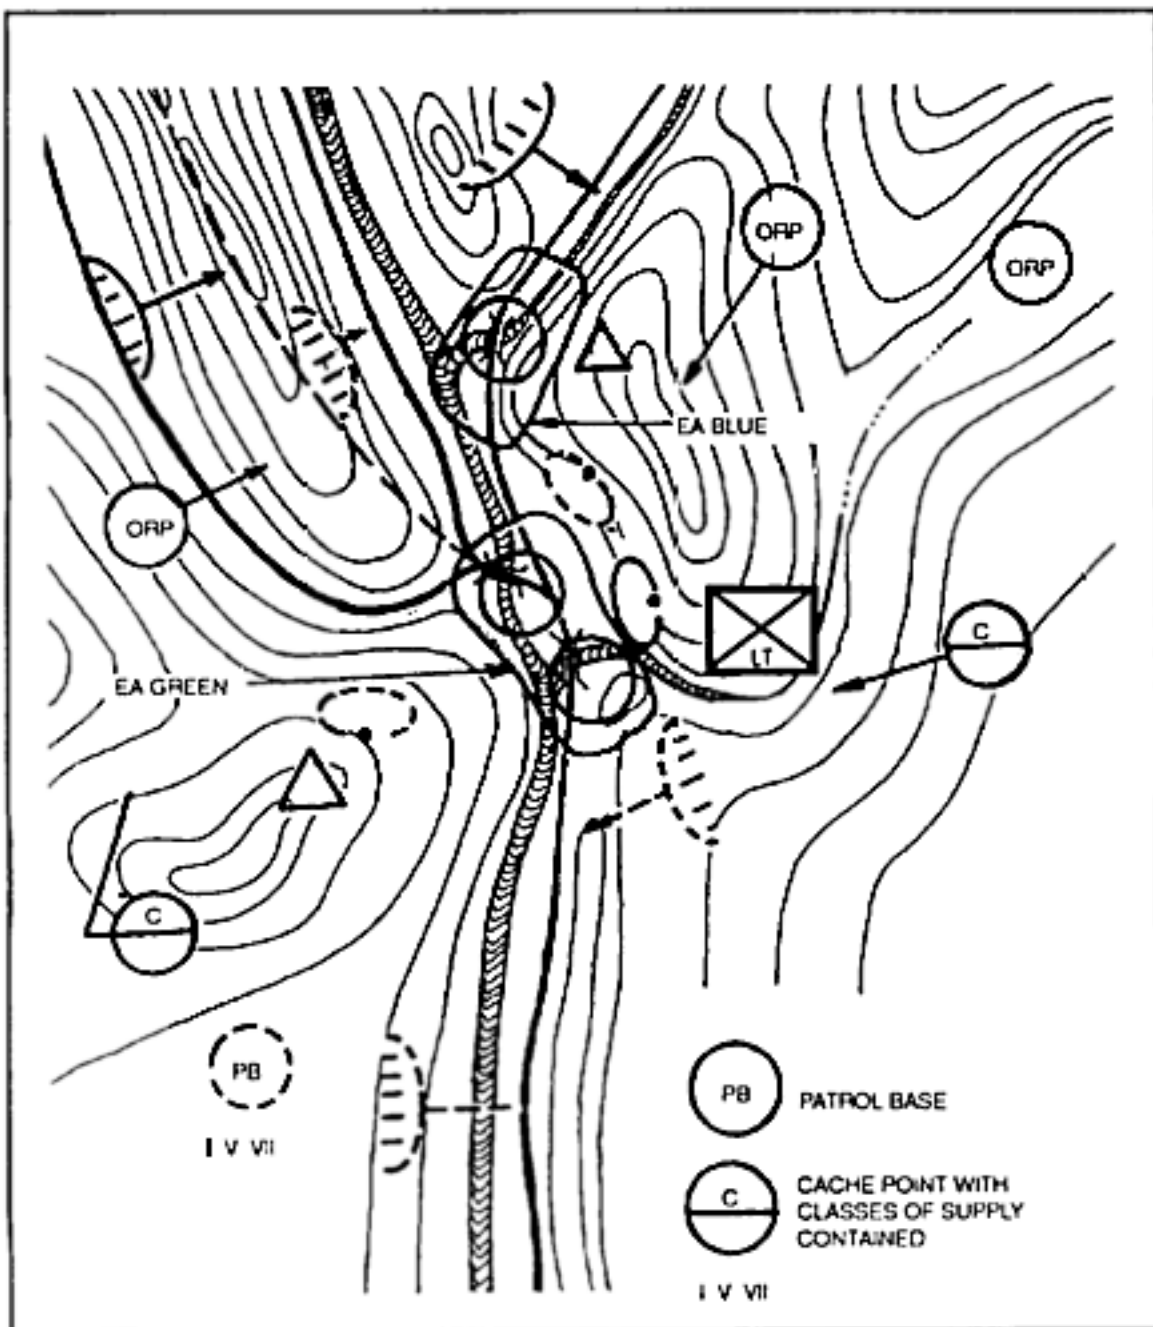 ORP
ORP
EA BLUE
ORP
C
LT
EA GREEN
C
PB
I V VII
PB
PATROL BASE
C
CACHE POINT WITH
CLASSES OF SUPPLY
CONTAINED
I V VII